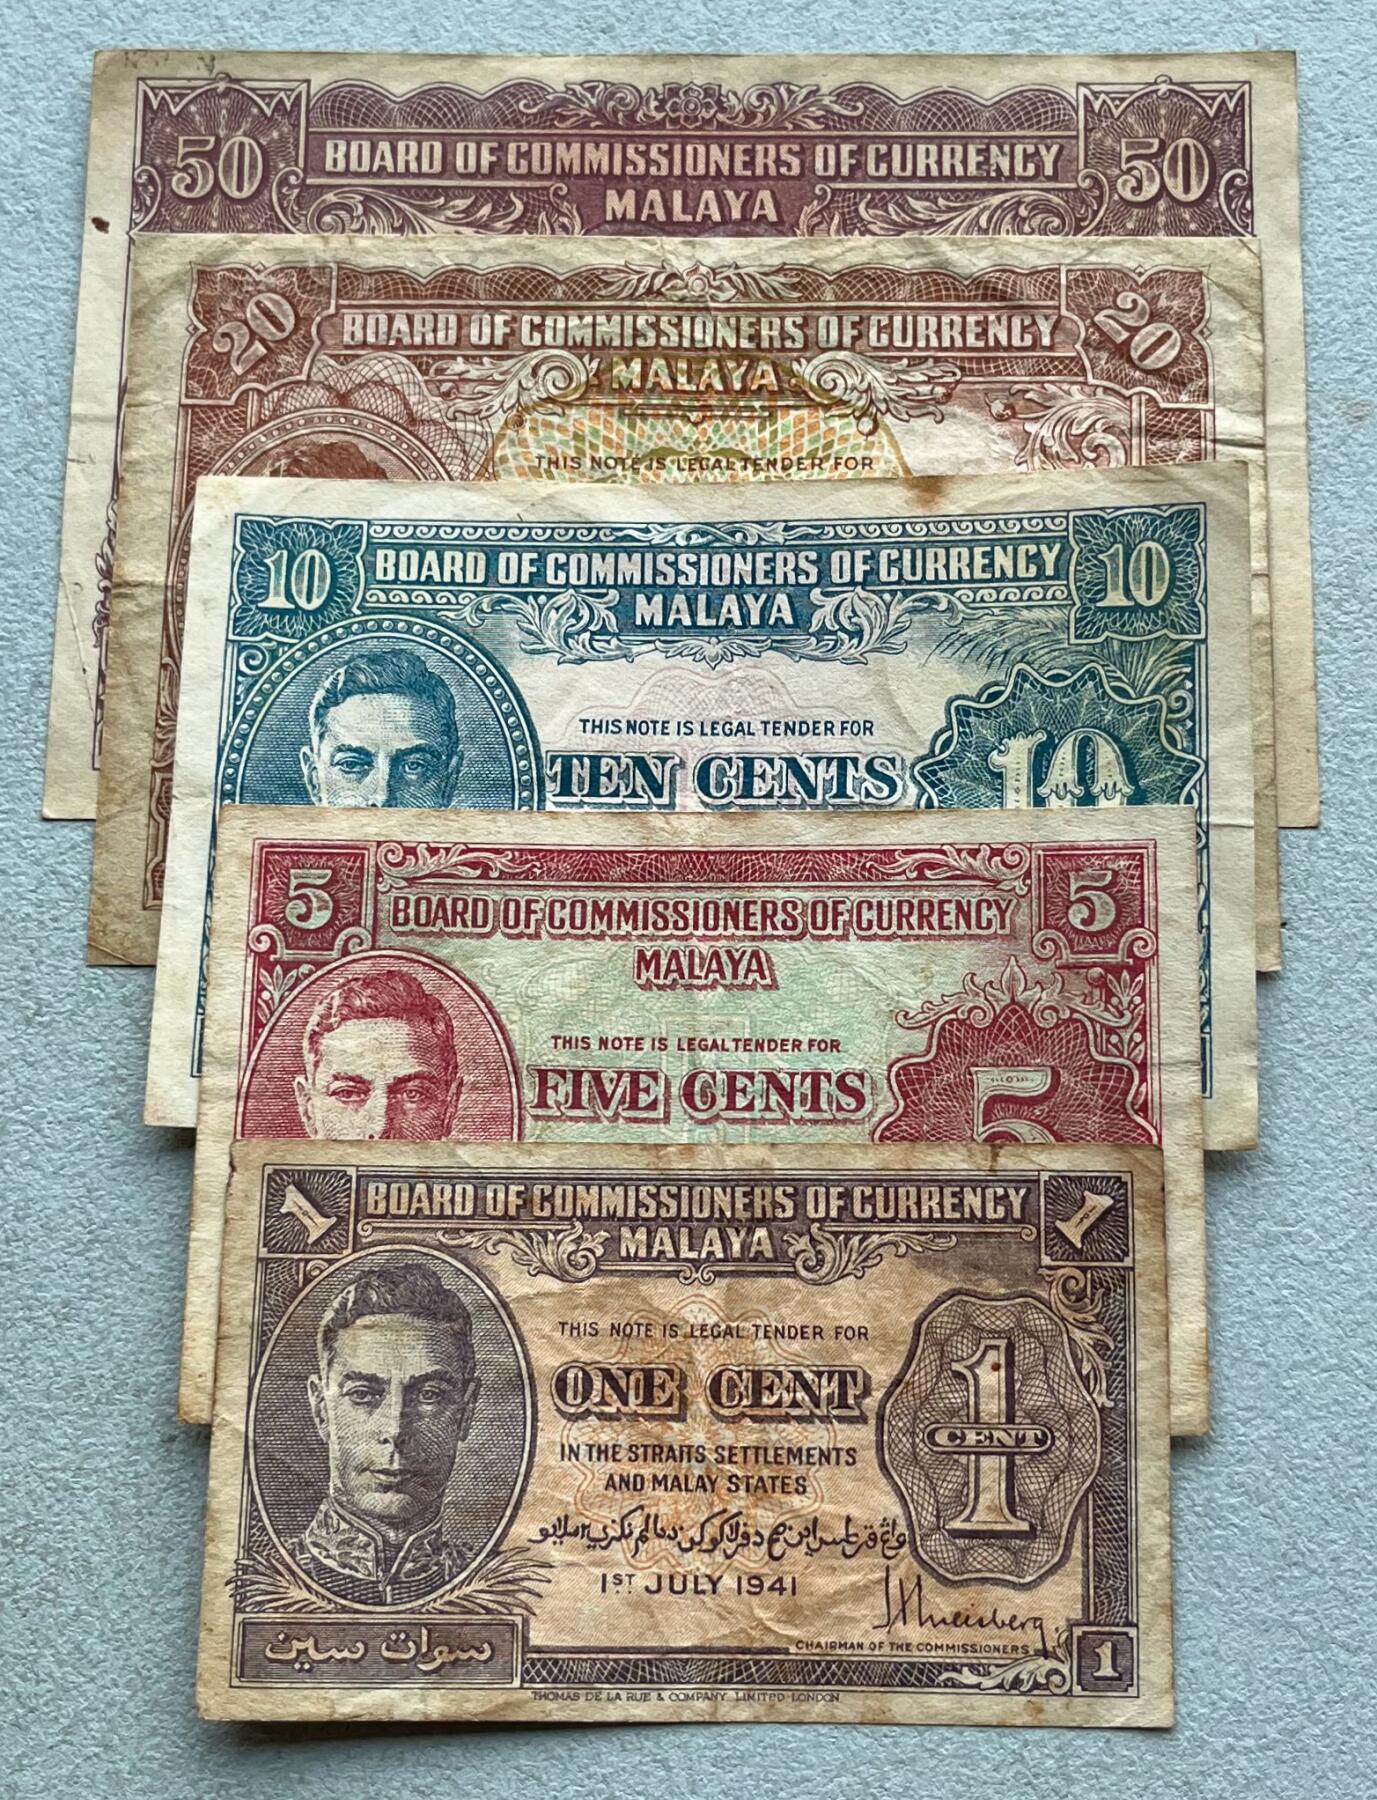 50 BOARD OF COMMISSIONERS OF CURRENCY 50
MALAYA
20 BOARD OF COMMISSIONERS OF CURRENCY 20
MALAYA
THIS NOTE IS LEGAL TENDER FOR
10 BOARD OF COMMISSIONERS OF CURRENCY 10
MALAYA
THIS NOTE IS LEGAL TENDER FOR
TEN CENTS 10
5 BOARD OF COMMISSIONERS OF CURRENCY 5
MALAYA
THIS NOTE IS LEGAL TENDER FOR
FIVE CENTS 5
1 BOARD OF COMMISSIONERS OF CURRENCY 1
MALAYA
THIS NOTE IS LEGAL TENDER FOR
ONE CENT 1
CENT
IN THE STRAITS SETTLEMENTS
AND MALAY STATES
1ST JULY 1941
CHAIRMAN OF THE COMMISSIONERS
سوات سين 1
THOMAS DE LA RUE & COMPANY, LIMITED, LONDON